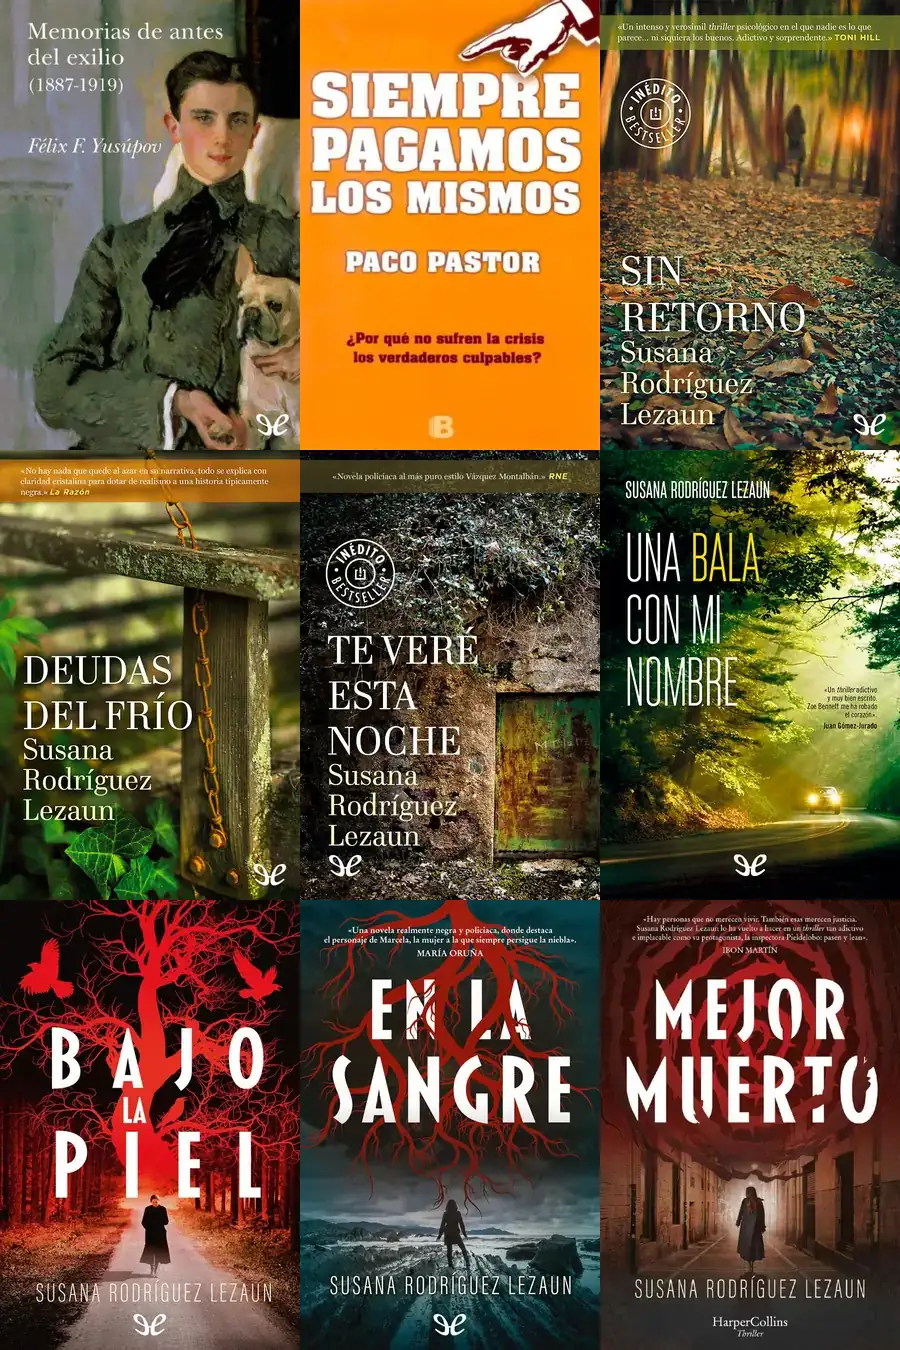 Memorias de antes
del exilio
(1887-1919)
Félix F. Yusúpov
SIEMPRE
PAGAMOS
LOS MISMOS
PACO PASTOR
¿Por qué no sufren la crisis
los verdaderos culpables?
B
«Un intenso y verosímil thriller psicológico en el que nadie es lo que
parece... ni siquiera los buenos. Adictivo y sorprendente.» TONI HILL
INÉDITO
BESTSELLER
SIN
RETORNO
Susana
Rodríguez
Lezaun
«No hay nada que quede al azar en su narrativa, todo se explica con
claridad cristalina para dotar de realismo a una historia típicamente
negra.» La Razón
DEUDAS
DEL FRÍO
Susana
Rodríguez
Lezaun
«Novela policíaca al más puro estilo Vázquez Montalbán.» RNE
INÉDITO
BESTSELLER
TE VERÉ
ESTA
NOCHE
Susana
Rodríguez
Lezaun
SUSANA RODRÍGUEZ LEZAUN
UNA BALA
CON MI
NOMBRE
«Un thriller adictivo
y muy bien escrito.
Zoe Bennett me ha robado
el corazón».
Juan Gómez-Jurado
BAJO
LA
PIEL
SUSANA RODRÍGUEZ LEZAUN
«Una novela realmente negra y policiaca, donde destaca
el personaje de Marcela, la mujer a la que siempre persigue la niebla».
MARÍA ORUÑA
EN LA
SANGRE
SUSANA RODRÍGUEZ LEZAUN
«Hay personas que no merecen vivir. También esas merecen justicia.
Susana Rodríguez Lezaun lo ha vuelto a hacer en un thriller tan adictivo
e implacable como su protagonista, la inspectora Pieldelobo: pasen y lean».
IBON MARTÍN
MEJOR
MUERTO
SUSANA RODRÍGUEZ LEZAUN
HarperCollins
Thriller